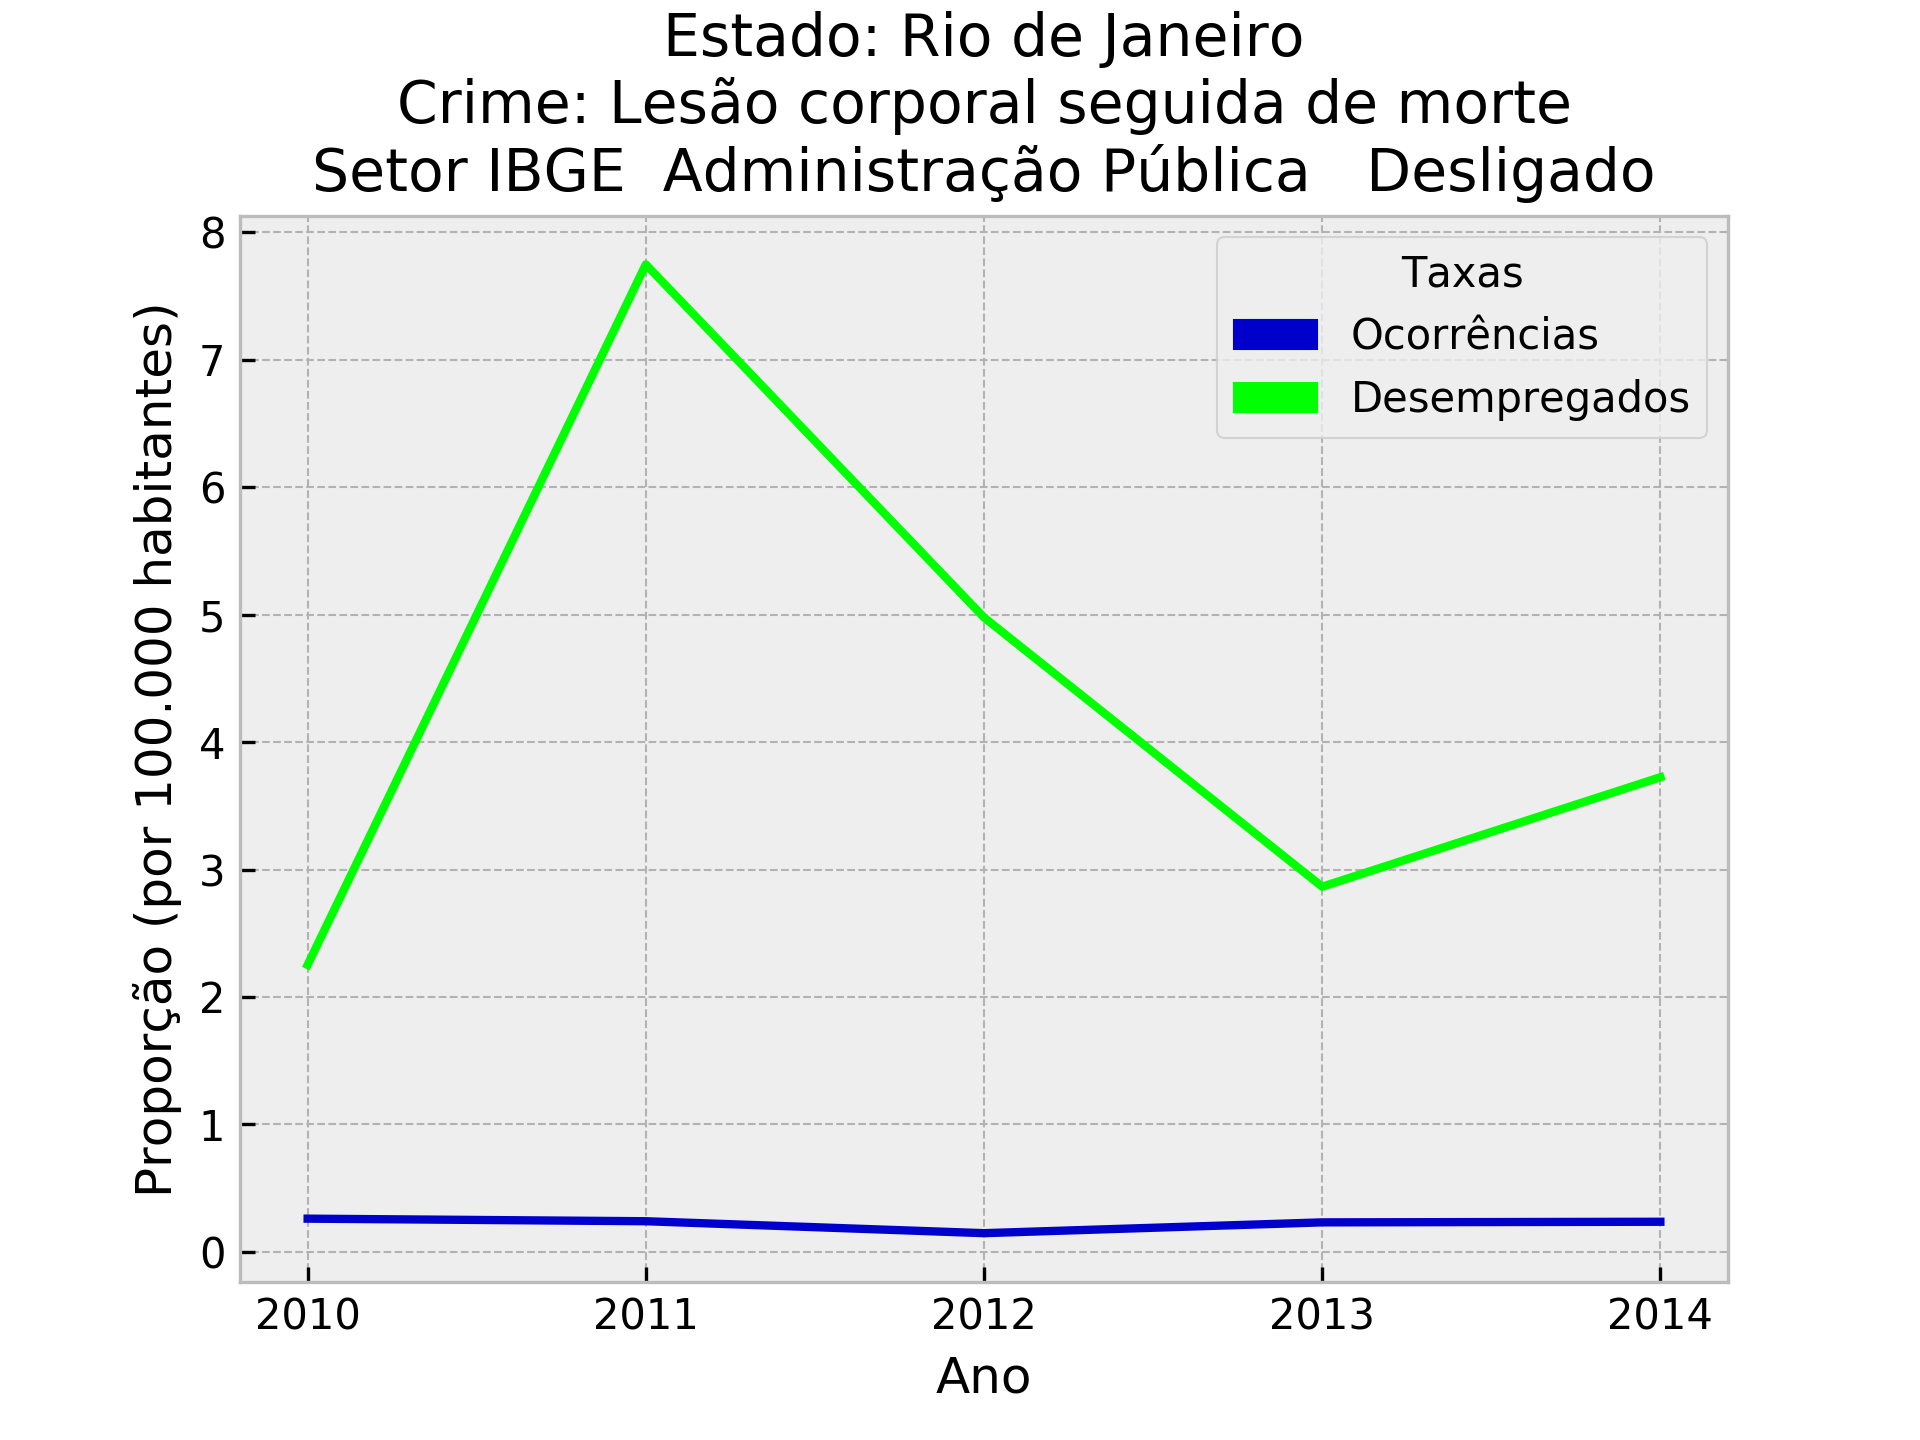 Estado: Rio de Janeiro
Crime: Lesão corporal seguida de morte
Setor IBGE  Administração Pública   Desligado
Proporção (por 100.000 habitantes)
8
7
6
5
4
3
2
1
0
Taxas
Ocorrências
Desempregados
2010 2011 2012 2013 2014
Ano